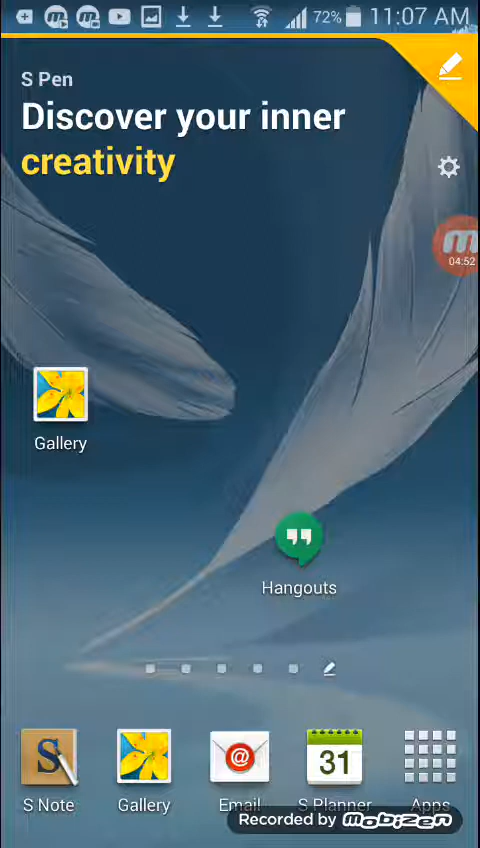 72% 11:07 AM
S Pen
Discover your inner
creativity
m
04:52
Gallery
Hangouts
S
@
31
S Note Gallery Email S Planner Apps
Recorded by mobizen